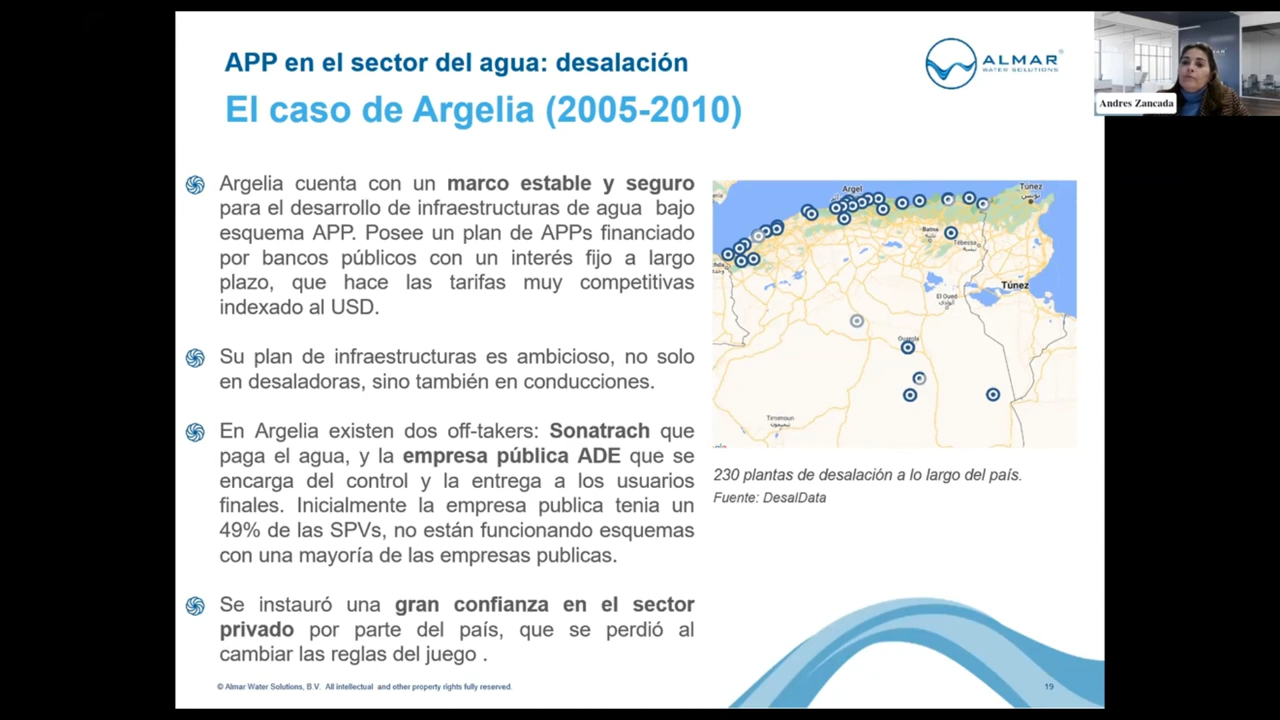 APP en el sector del agua: desalación
El caso de Argelia (2005-2010)
ALMAR
WATER SOLUTIONS
Andres Zancada
Argelia cuenta con un marco estable y seguro
para el desarrollo de infraestructuras de agua bajo
esquema APP. Posee un plan de APPs financiado
por bancos públicos con un interés fijo a largo
plazo, que hace las tarifas muy competitivas
indexado al USD.
Su plan de infraestructuras es ambicioso, no solo
en desaladoras, sino también en conducciones.
En Argelia existen dos off-takers: Sonatrach que
paga el agua, y la empresa pública ADE que se
encarga del control y la entrega a los usuarios
finales. Inicialmente la empresa publica tenia un
49% de las SPVs, no están funcionando esquemas
con una mayoría de las empresas publicas.
Se instauró una gran confianza en el sector
privado por parte del país, que se perdió al
cambiar las reglas del juego .
Argel
Túnez
تونس
Batna
باتنة
Tébessa
تبسة
Túnez
El Oued
الوادي
Ouargla
Timimoun
تيميمون
230 plantas de desalación a lo largo del país.
Fuente: DesalData
© Almar Water Solutions, B.V. All intellectual and other property rights fully reserved.
19